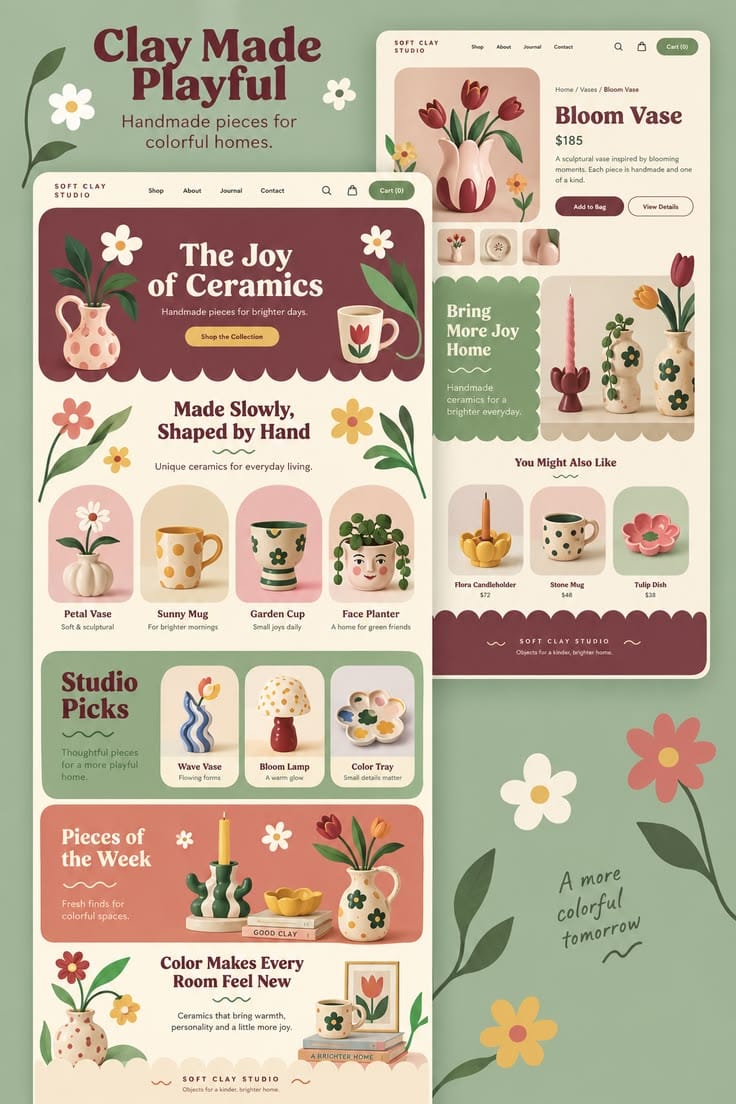 Clay Made
Playful
Handmade pieces for
colorful homes.
SOFT CLAY
STUDIO
Shop
About
Journal
Contact
Cart (0)
The Joy
of Ceramics
Handmade pieces for brighter days.
Shop the Collection
Made Slowly,
Shaped by Hand
Unique ceramics for everyday living.
Petal Vase
Soft & sculptural
Sunny Mug
For brighter mornings
Garden Cup
Small joys daily
Face Planter
A home for green friends
Studio
Picks
Thoughtful pieces
for a more playful
home.
Wave Vase
Flowing forms
Bloom Lamp
A warm glow
Color Tray
Small details matter
Pieces of
the Week
Fresh finds for
colorful spaces.
GOOD CLAY
Color Makes Every
Room Feel New
Ceramics that bring warmth,
personality and a little more joy.
A BRIGHTER HOME
SOFT CLAY STUDIO
Objects for a kinder, brighter home.
SOFT CLAY
STUDIO
Shop
About
Journal
Contact
Cart (0)
Home / Vases / Bloom Vase
Bloom Vase
$185
A sculptural vase inspired by blooming
moments. Each piece is handmade and one
of a kind.
Add to Bag
View Details
Bring
More Joy
Home
Handmade
ceramics for a
brighter everyday.
You Might Also Like
Flora Candleholder
$72
Stone Mug
$48
Tulip Dish
$38
SOFT CLAY STUDIO
Objects for a kinder, brighter home.
A more
colorful
tomorrow